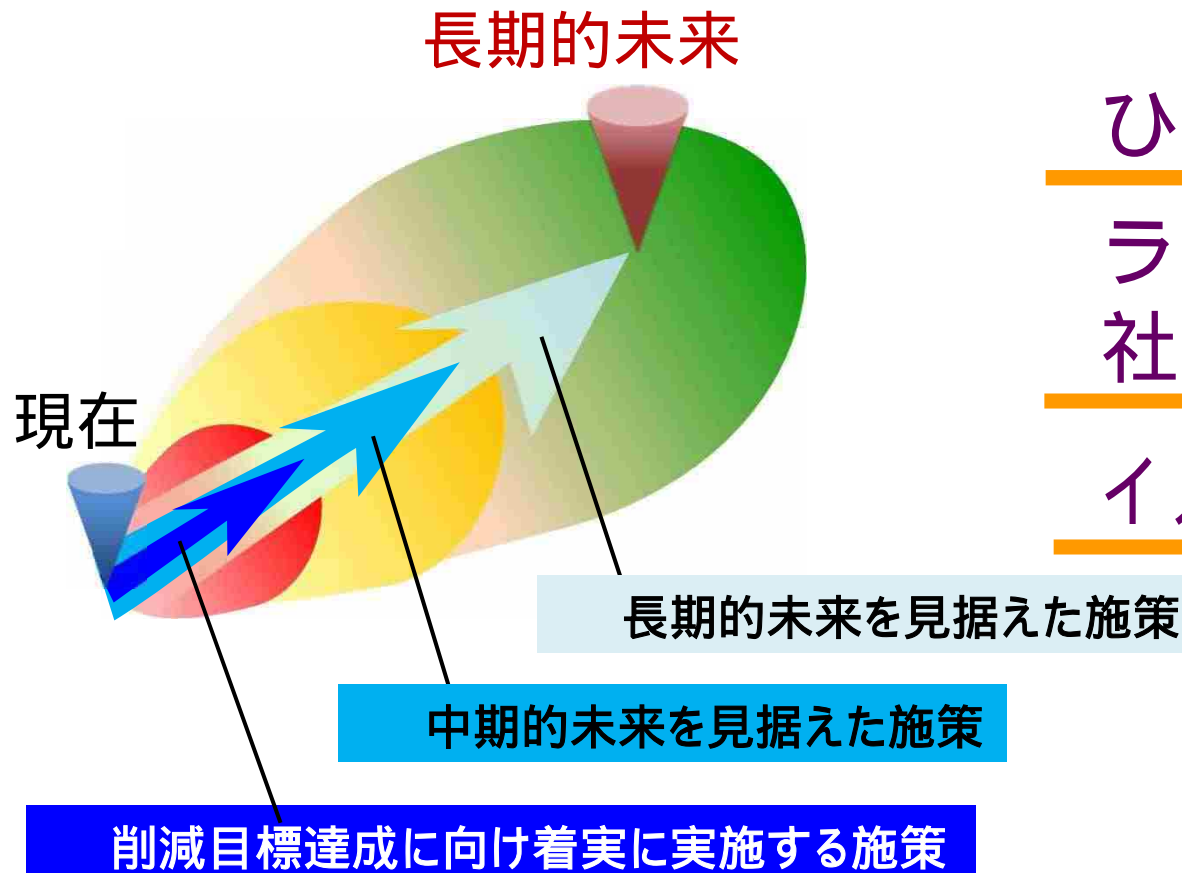 長期的未来
ひ
ラ
社
現在
イ
長期的未来を見据えた施策
中期的未来を見据えた施策
削減目標達成に向け着実に実施する施策